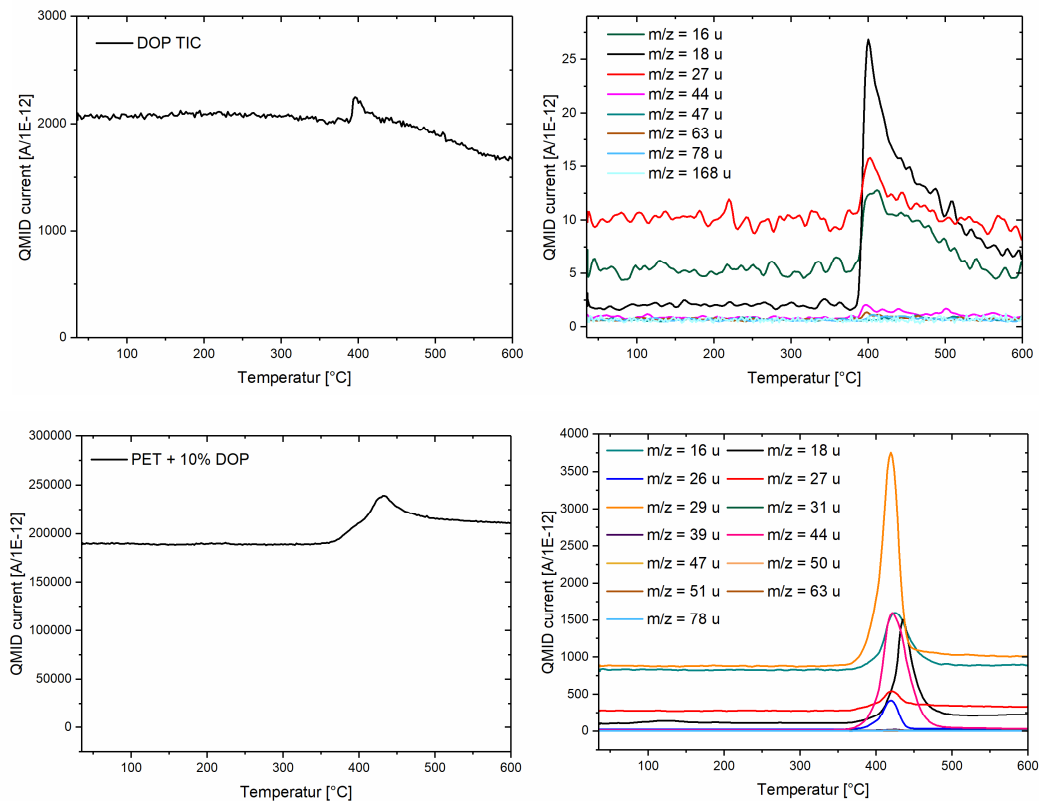 3000
2000
1000
0
QMID current [A/1E-12]
DOP TIC
100 200 300 400 500 600
Temperatur [°C]
25
20
15
10
5
0
QMID current [A/1E-12]
m/z = 16 u
m/z = 18 u
m/z = 27 u
m/z = 44 u
m/z = 47 u
m/z = 63 u
m/z = 78 u
m/z = 168 u
100 200 300 400 500 600
Temperatur [°C]
300000
250000
200000
150000
100000
50000
0
QMID current [A/1E-12]
PET + 10% DOP
100 200 300 400 500 600
Temperatur [°C]
4000
3500
3000
2500
2000
1500
1000
500
0
QMID current [A/1E-12]
m/z = 16 u m/z = 18 u
m/z = 26 u m/z = 27 u
m/z = 29 u m/z = 31 u
m/z = 39 u m/z = 44 u
m/z = 47 u m/z = 50 u
m/z = 51 u m/z = 63 u
m/z = 78 u
100 200 300 400 500 600
Temperatur [°C]